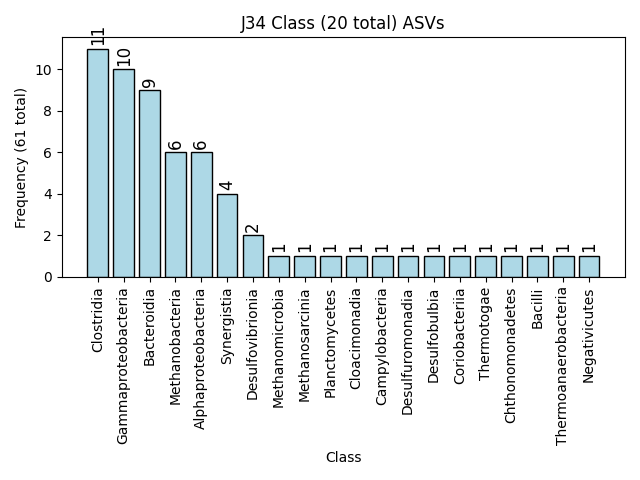 J34 Class (20 total) ASVs
Frequency (61 total)
10
8
6
4
2
0
11
10
9
6
6
4
2
1
1
1
1
1
1
1
1
1
1
1
1
1
Clostridia
Gammaproteobacteria
Bacteroidia
Methanobacteria
Alphaproteobacteria
Synergistia
Desulfovibrionia
Methanomicrobia
Methanosarcinia
Planctomycetes
Cloacimonadia
Campylobacteria
Desulfuromonadia
Desulfobulbia
Coriobacteriia
Thermotogae
Chthonomonadetes
Bacilli
Thermoanaerobacteria
Negativicutes
Class